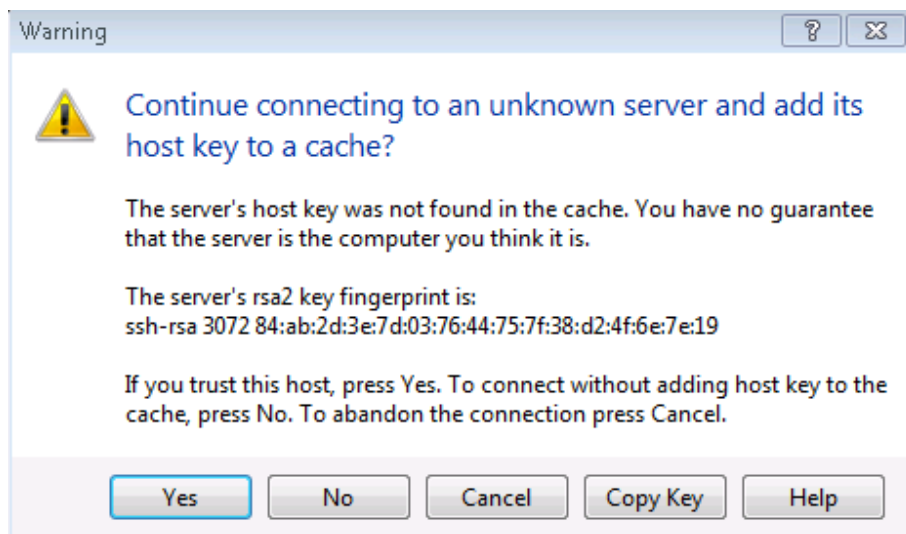 Warning
Continue connecting to an unknown server and add its
host key to a cache?
The server's host key was not found in the cache. You have no guarantee
that the server is the computer you think it is.
The server's rsa2 key fingerprint is:
ssh-rsa 3072 84:ab:2d:3e:7d:03:76:44:75:7f:38:d2:4f:6e:7e:19
If you trust this host, press Yes. To connect without adding host key to the
cache, press No. To abandon the connection press Cancel.
Yes No Cancel Copy Key Help